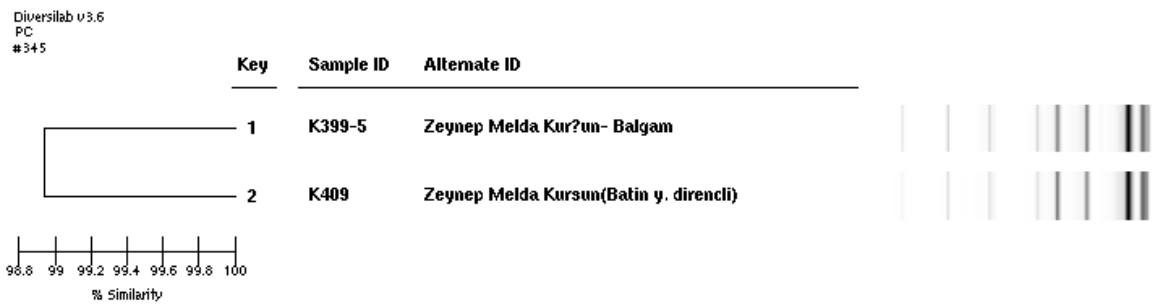 Diversilab v3.6
PC
#345
Key Sample ID Alternate ID
1 K399-5 Zeynep Melda Kur?un- Balgam
2 K409 Zeynep Melda Kursun(Batin y. direncli)
98.8 99 99.2 99.4 99.6 99.8 100
% Similarity